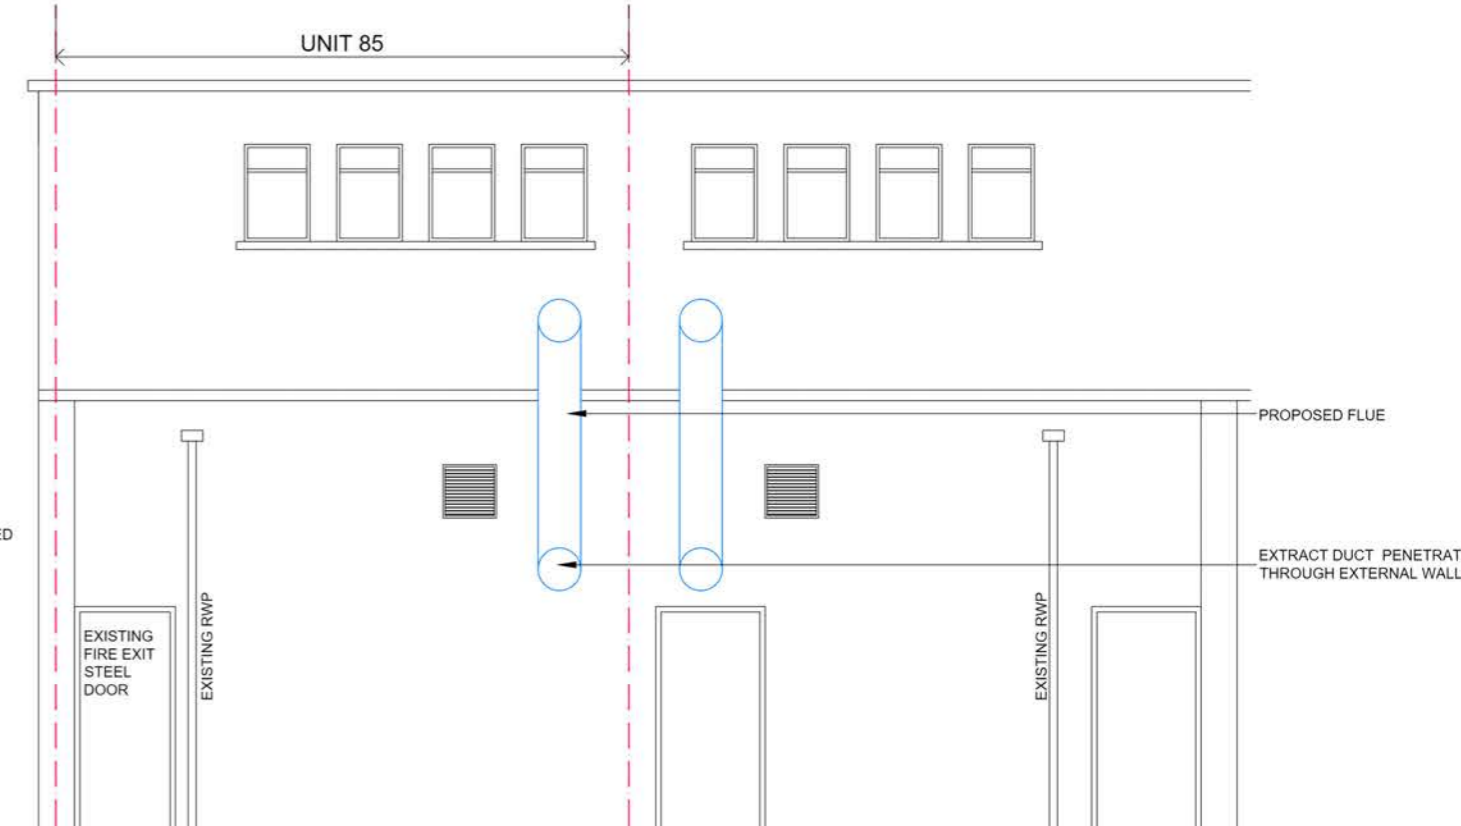 UNIT 85
PROPOSED FLUE
EXTRACT DUCT PENETRAT
THROUGH EXTERNAL WALL
ED
EXISTING RWP
EXISTING RWP
EXISTING
FIRE EXIT
STEEL
DOOR